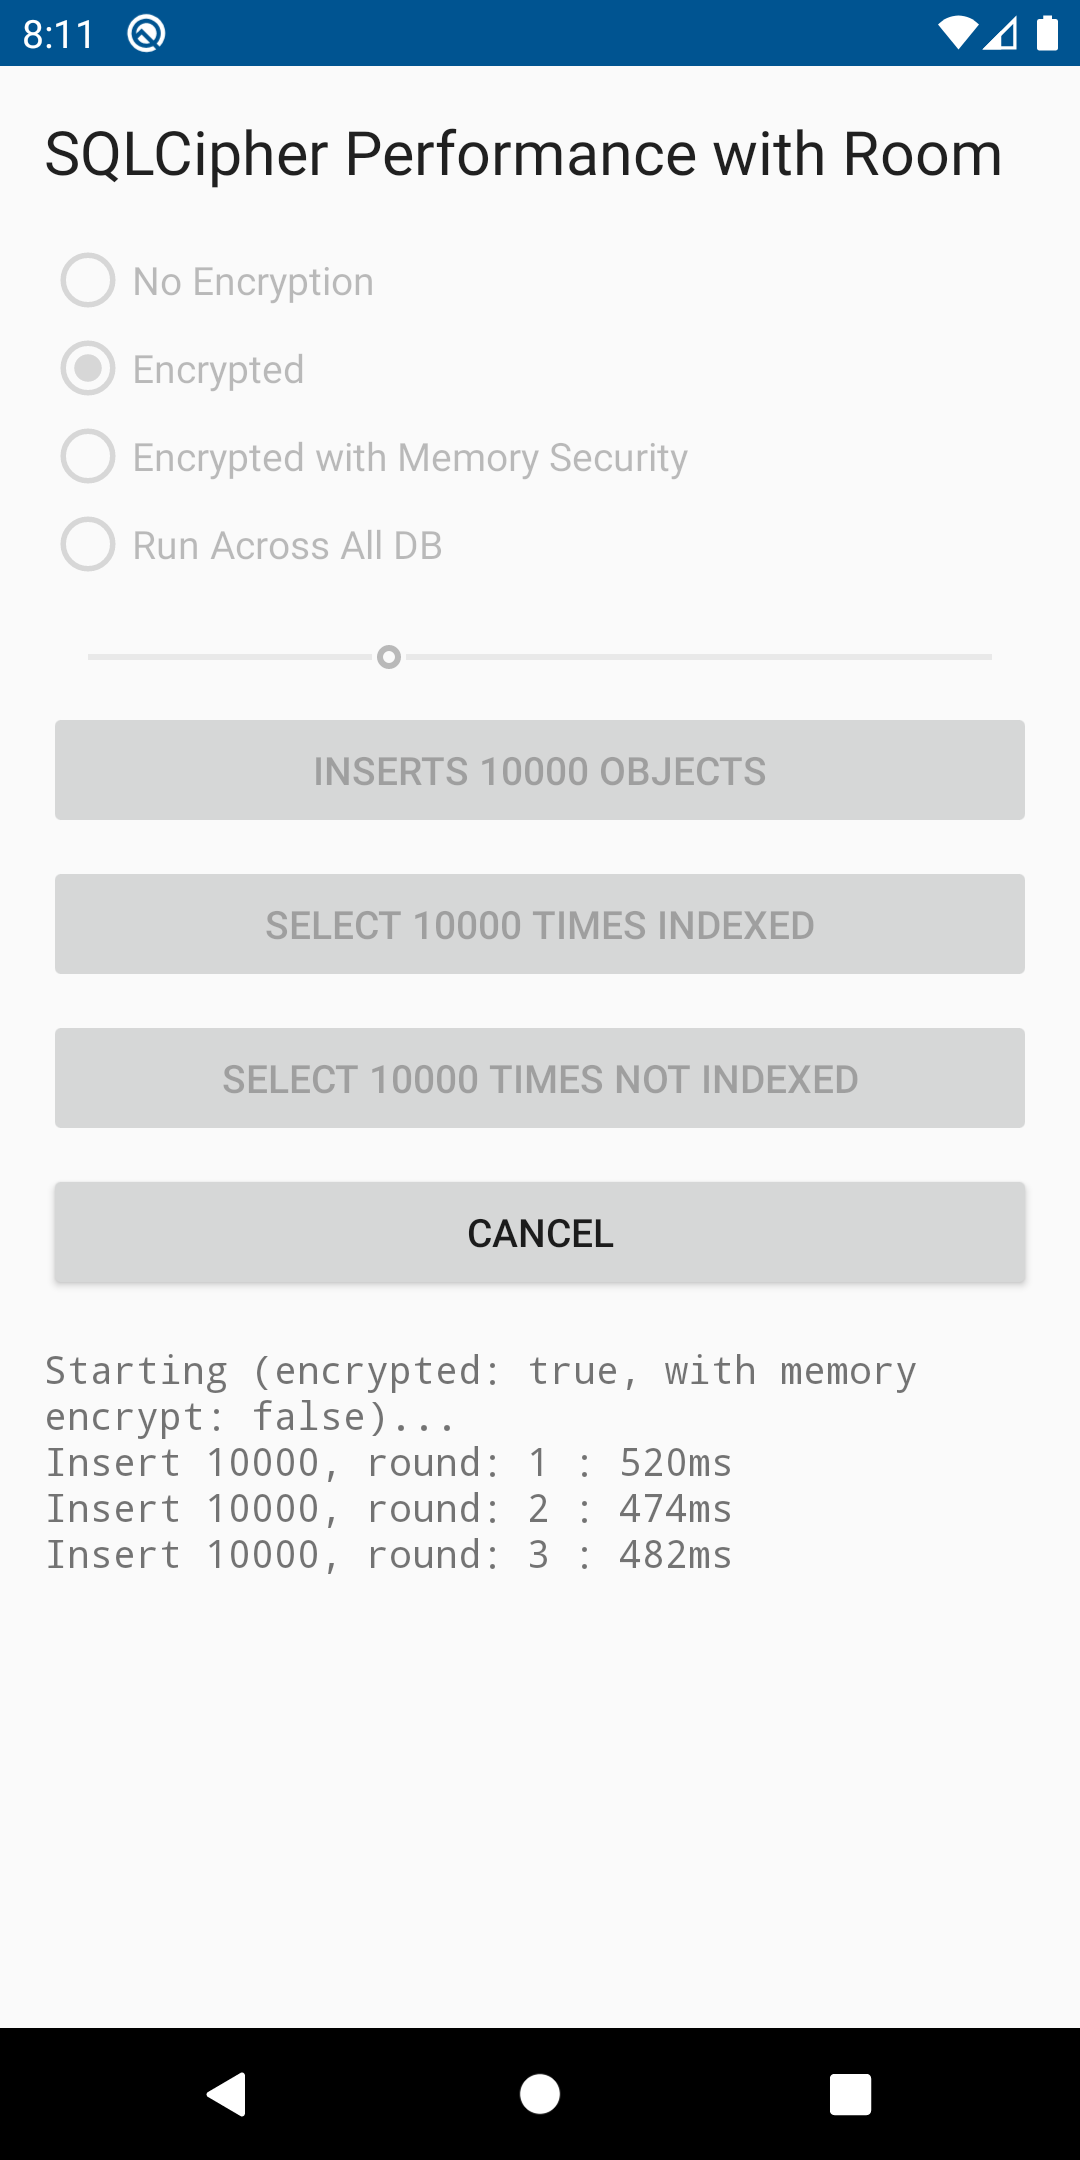 8:11
SQLCipher Performance with Room
No Encryption
Encrypted
Encrypted with Memory Security
Run Across All DB
INSERTS 10000 OBJECTS
SELECT 10000 TIMES INDEXED
SELECT 10000 TIMES NOT INDEXED
CANCEL
Starting (encrypted: true, with memory
encrypt: false)...
Insert 10000, round: 1 : 520ms
Insert 10000, round: 2 : 474ms
Insert 10000, round: 3 : 482ms